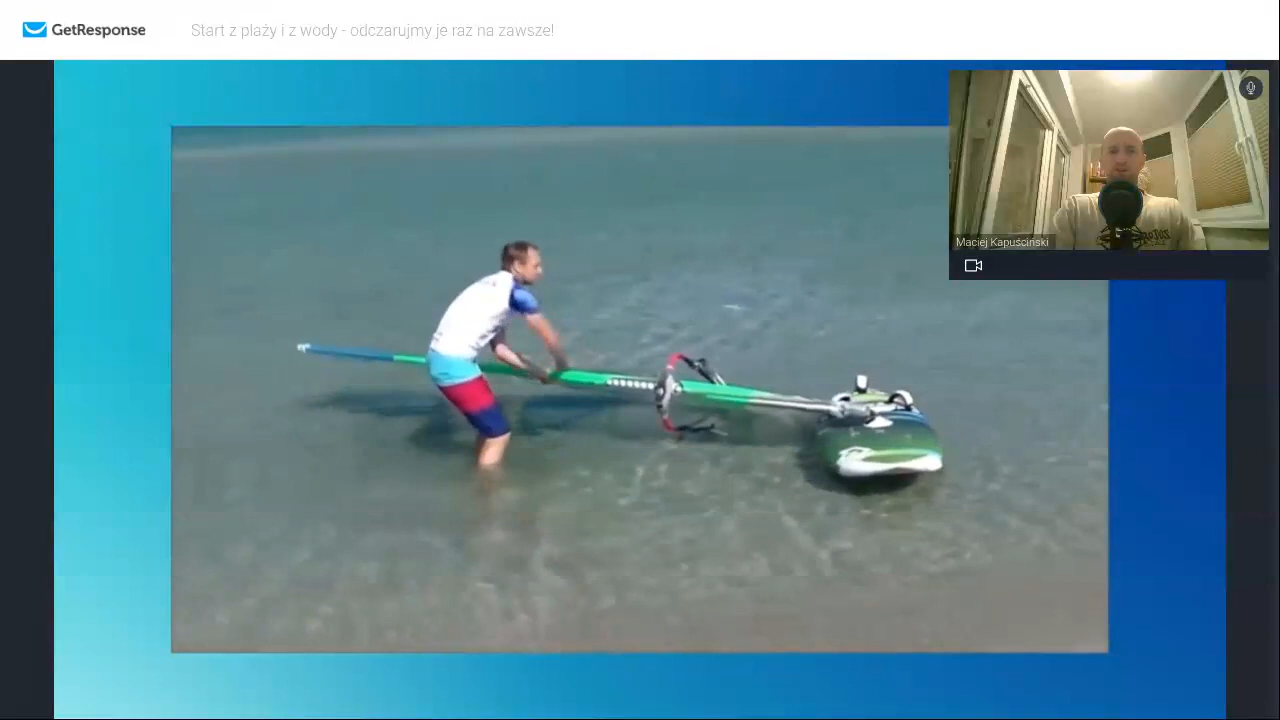 GetResponse
Start z plaży i z wody - odczarujmy je raz na zawsze!
Maciej Kapuściński